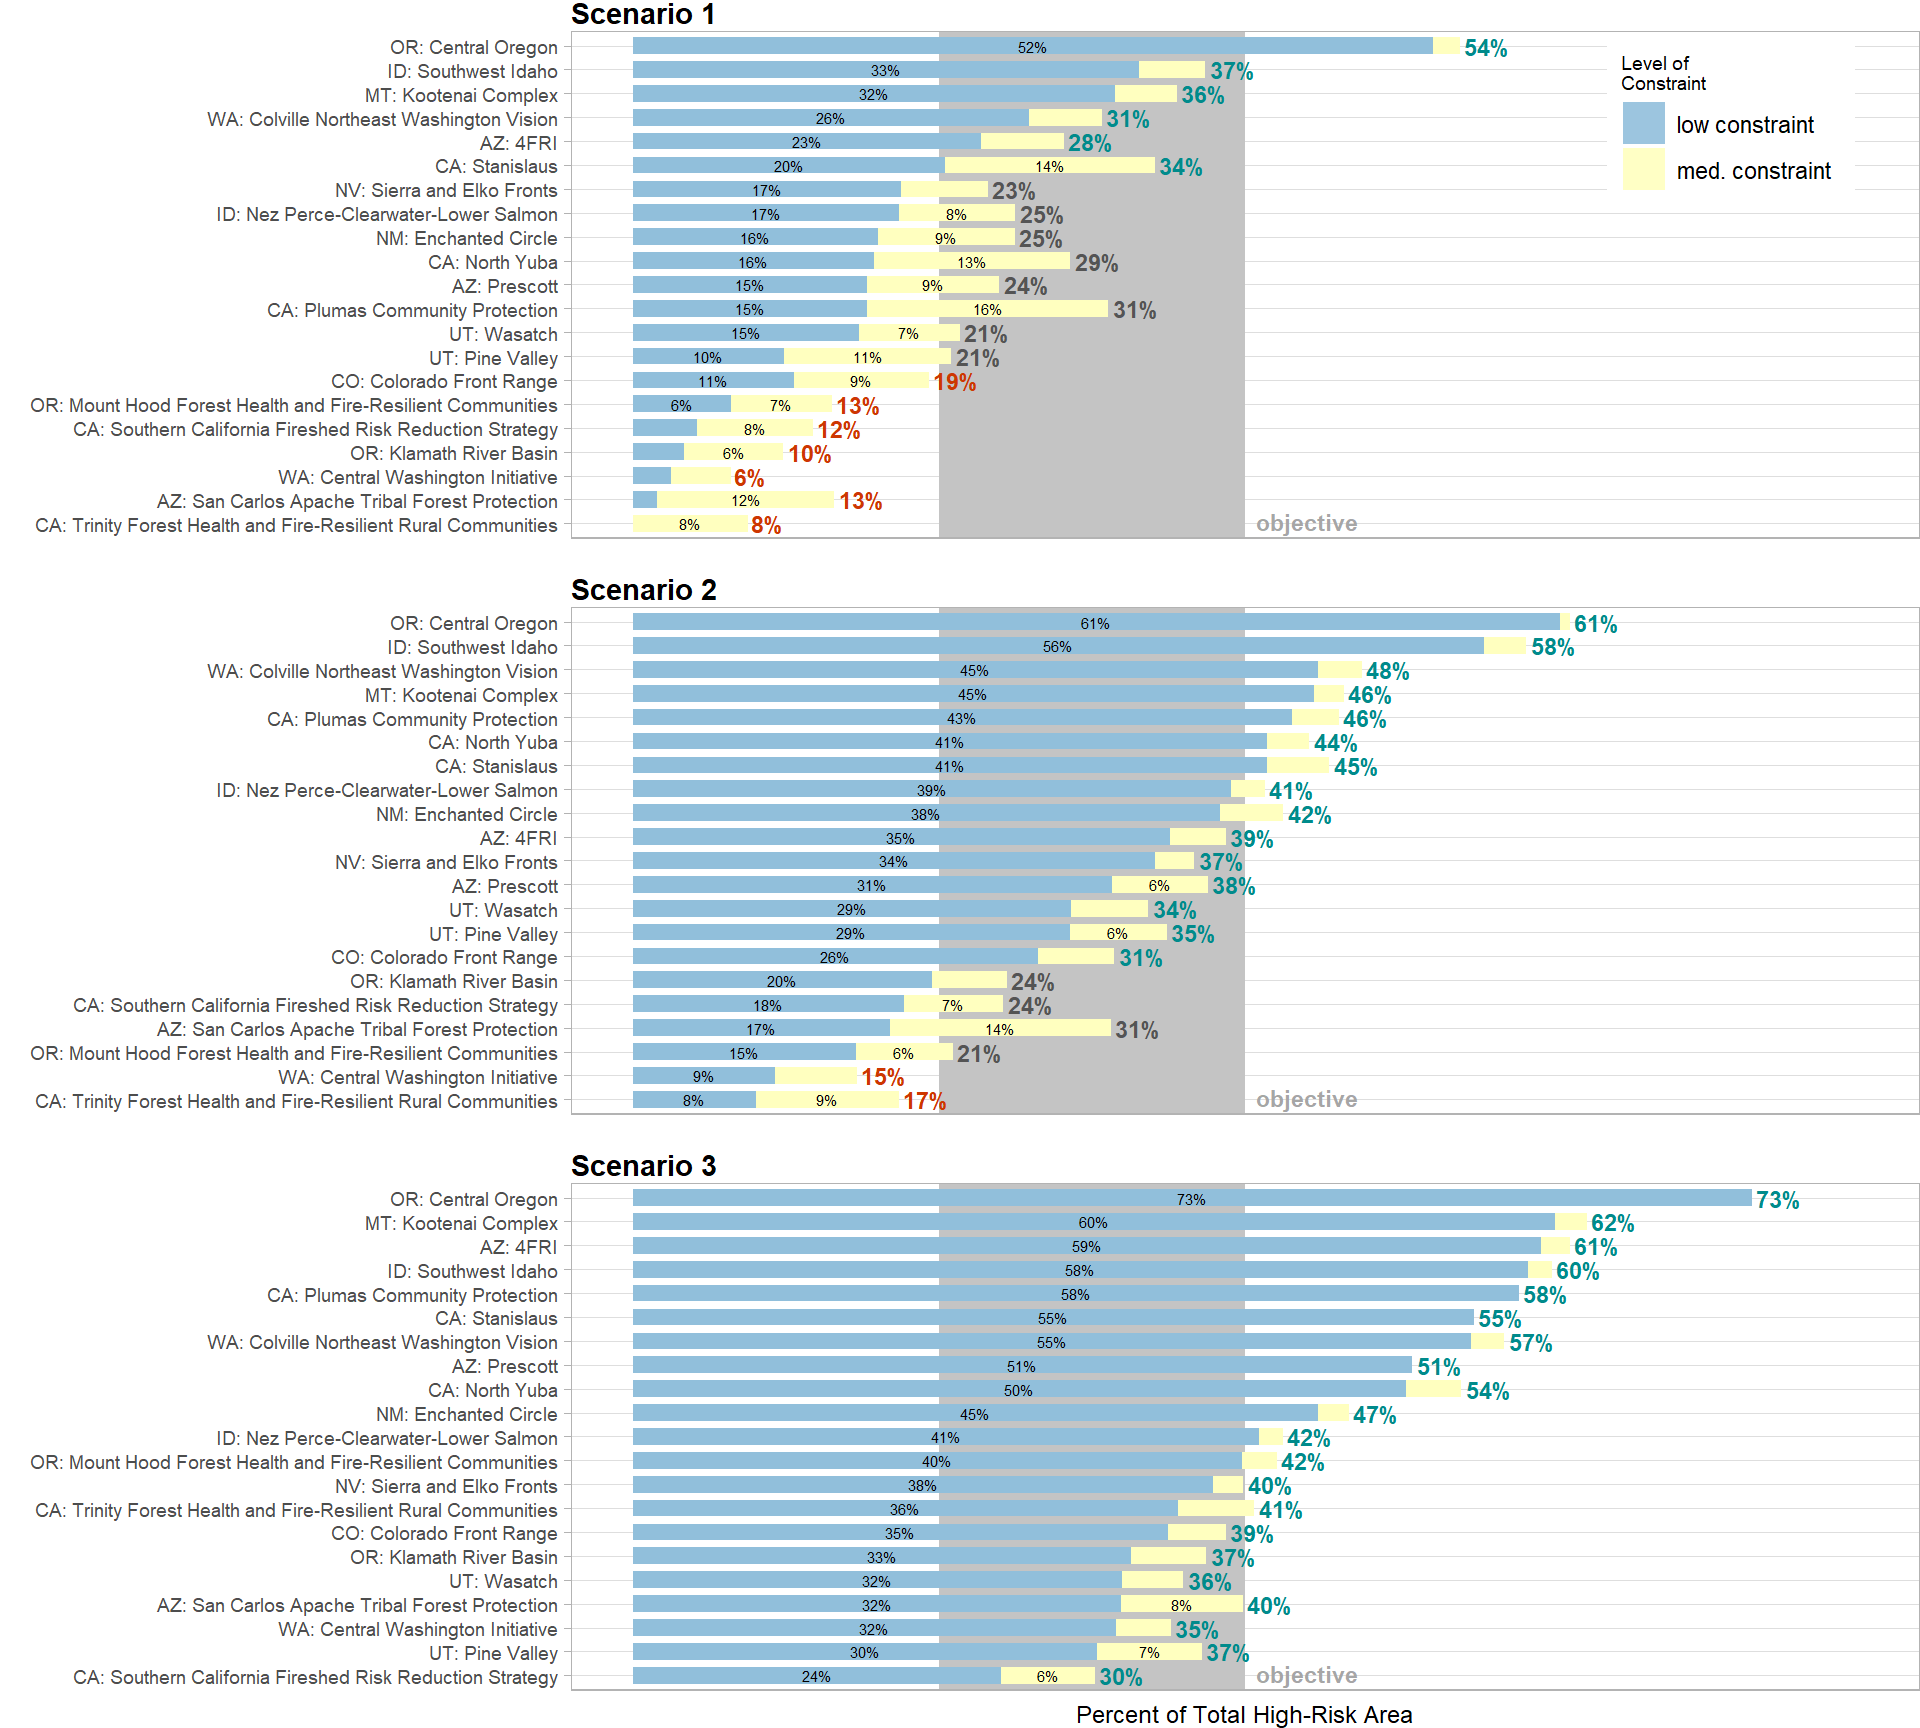 Scenario 1
OR: Central Oregon 52% 54%
ID: Southwest Idaho 33% 37%
MT: Kootenai Complex 32% 36%
WA: Colville Northeast Washington Vision 26% 31%
AZ: 4FRI 23% 28%
CA: Stanislaus 20% 14% 34%
NV: Sierra and Elko Fronts 17% 23%
ID: Nez Perce-Clearwater-Lower Salmon 17% 8% 25%
NM: Enchanted Circle 16% 9% 25%
CA: North Yuba 16% 13% 29%
AZ: Prescott 15% 9% 24%
CA: Plumas Community Protection 15% 16% 31%
UT: Wasatch 15% 7% 21%
UT: Pine Valley 10% 11% 21%
CO: Colorado Front Range 11% 9% 19%
OR: Mount Hood Forest Health and Fire-Resilient Communities 6% 7% 13%
CA: Southern California Fireshed Risk Reduction Strategy 8% 12%
OR: Klamath River Basin 6% 10%
WA: Central Washington Initiative 6%
AZ: San Carlos Apache Tribal Forest Protection 12% 13%
CA: Trinity Forest Health and Fire-Resilient Rural Communities 8% 8% objective
Level of
Constraint
low constraint
med. constraint
Scenario 2
OR: Central Oregon 61% 61%
ID: Southwest Idaho 56% 58%
WA: Colville Northeast Washington Vision 45% 48%
MT: Kootenai Complex 45% 46%
CA: Plumas Community Protection 43% 46%
CA: North Yuba 41% 44%
CA: Stanislaus 41% 45%
ID: Nez Perce-Clearwater-Lower Salmon 39% 41%
NM: Enchanted Circle 38% 42%
AZ: 4FRI 35% 39%
NV: Sierra and Elko Fronts 34% 37%
AZ: Prescott 31% 6% 38%
UT: Wasatch 29% 34%
UT: Pine Valley 29% 6% 35%
CO: Colorado Front Range 26% 31%
OR: Klamath River Basin 20% 24%
CA: Southern California Fireshed Risk Reduction Strategy 18% 7% 24%
AZ: San Carlos Apache Tribal Forest Protection 17% 14% 31%
OR: Mount Hood Forest Health and Fire-Resilient Communities 15% 6% 21%
WA: Central Washington Initiative 9% 15%
CA: Trinity Forest Health and Fire-Resilient Rural Communities 8% 9% 17% objective
Scenario 3
OR: Central Oregon 73% 73%
MT: Kootenai Complex 60% 62%
AZ: 4FRI 59% 61%
ID: Southwest Idaho 58% 60%
CA: Plumas Community Protection 58% 58%
CA: Stanislaus 55% 55%
WA: Colville Northeast Washington Vision 55% 57%
AZ: Prescott 51% 51%
CA: North Yuba 50% 54%
NM: Enchanted Circle 45% 47%
ID: Nez Perce-Clearwater-Lower Salmon 41% 42%
OR: Mount Hood Forest Health and Fire-Resilient Communities 40% 42%
NV: Sierra and Elko Fronts 38% 40%
CA: Trinity Forest Health and Fire-Resilient Rural Communities 36% 41%
CO: Colorado Front Range 35% 39%
OR: Klamath River Basin 33% 37%
UT: Wasatch 32% 36%
AZ: San Carlos Apache Tribal Forest Protection 32% 8% 40%
WA: Central Washington Initiative 32% 35%
UT: Pine Valley 30% 7% 37%
CA: Southern California Fireshed Risk Reduction Strategy 24% 6% 30% objective
Percent of Total High-Risk Area